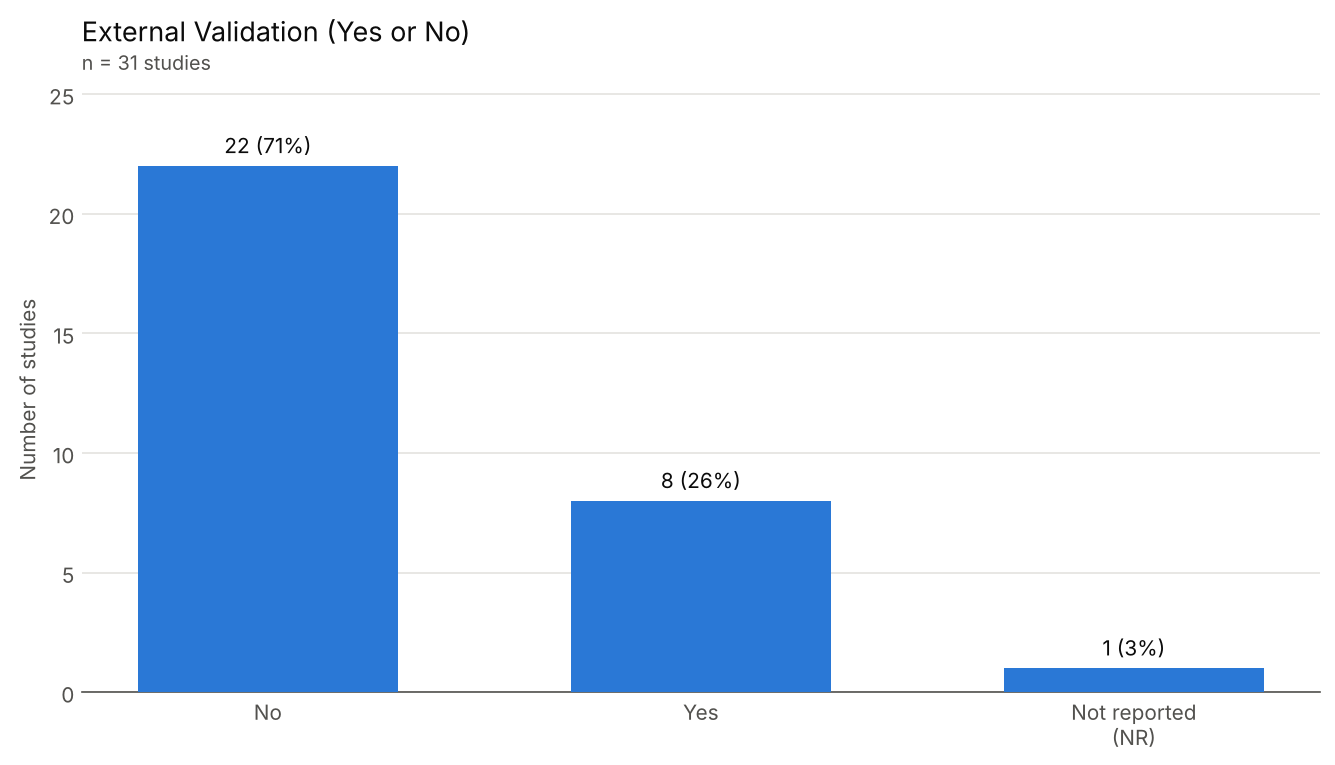 External Validation (Yes or No)
n = 31 studies
25
20
15
10
5
0
Number of studies
22 (71%)
8 (26%)
1 (3%)
No
Yes
Not reported
(NR)